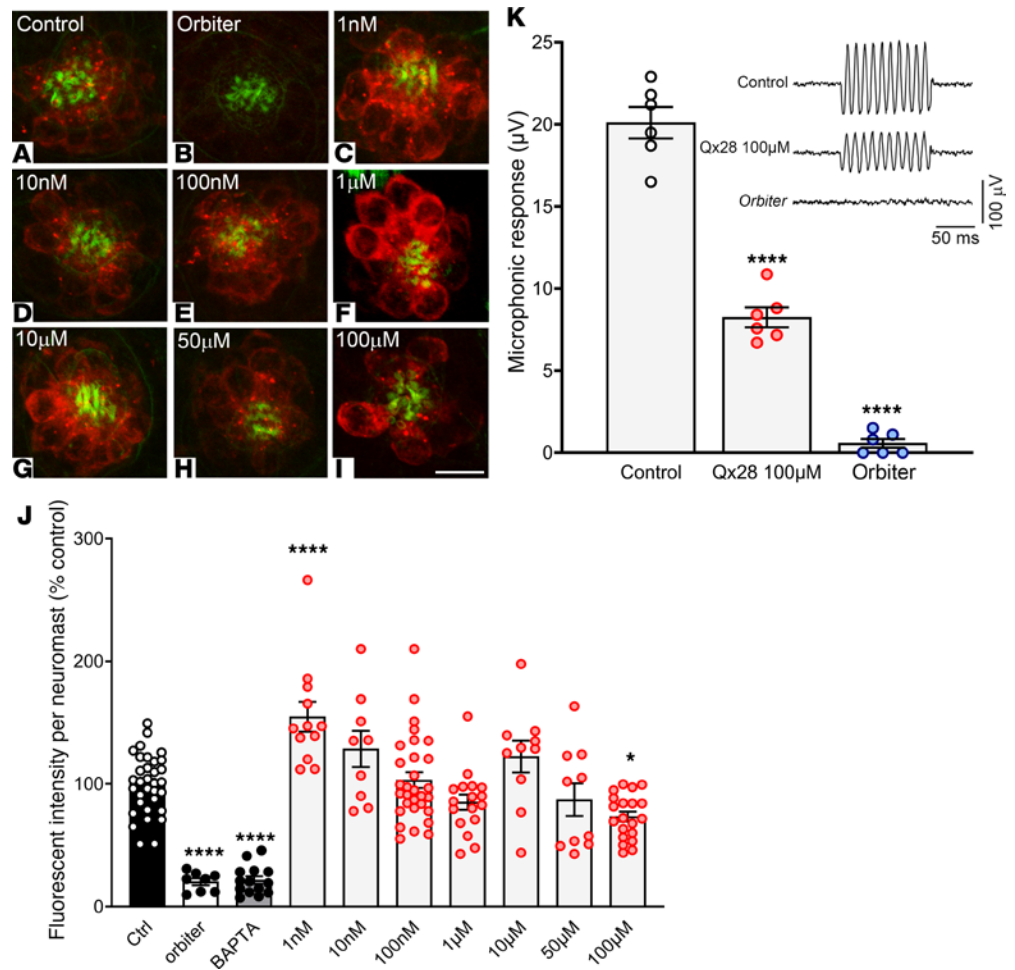 Control
A
Orbiter
B
1nM
C
10nM
D
100nM
E
1µM
F
10µM
G
50µM
H
100µM
I
K
Microphonic response (µV)
25
20
15
10
5
0
****
****
Control
Qx28 100µM
Orbiter
Control
Qx28 100µM
Orbiter
100 µV
50 ms
J
Fluorescent intensity per neuromast (% control)
300
200
100
0
****
****
****
*
Ctrl
orbiter
BAPTA
1nM
10nM
100nM
1µM
10µM
50µM
100µM